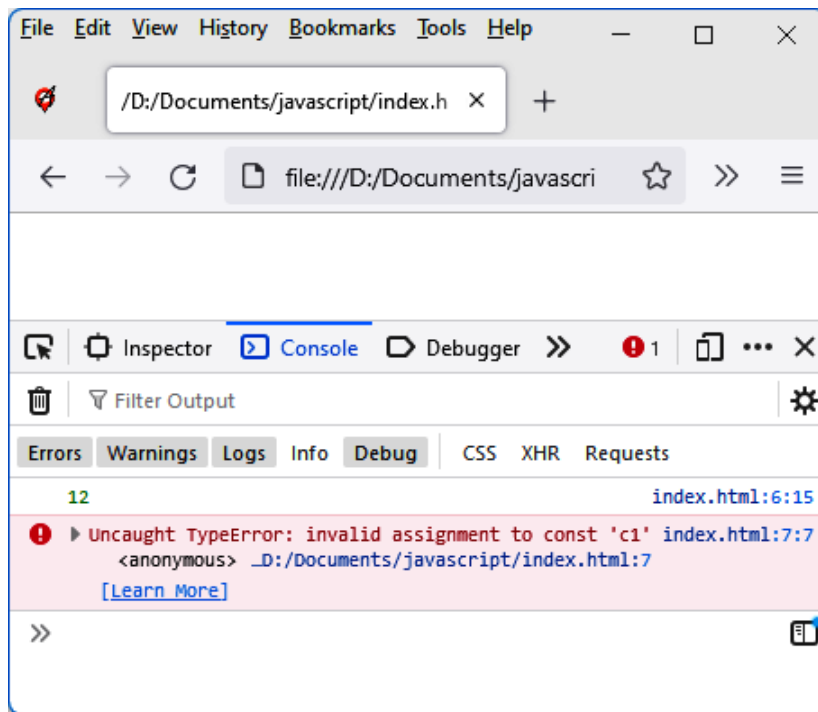 File Edit View History Bookmarks Tools Help
/D:/Documents/javascript/index.h
file:///D:/Documents/javascri
Inspector Console Debugger 1
Filter Output
Errors Warnings Logs Info Debug CSS XHR Requests
12 index.html:6:15
Uncaught TypeError: invalid assignment to const 'c1' index.html:7:7
<anonymous> …D:/Documents/javascript/index.html:7
[Learn More]